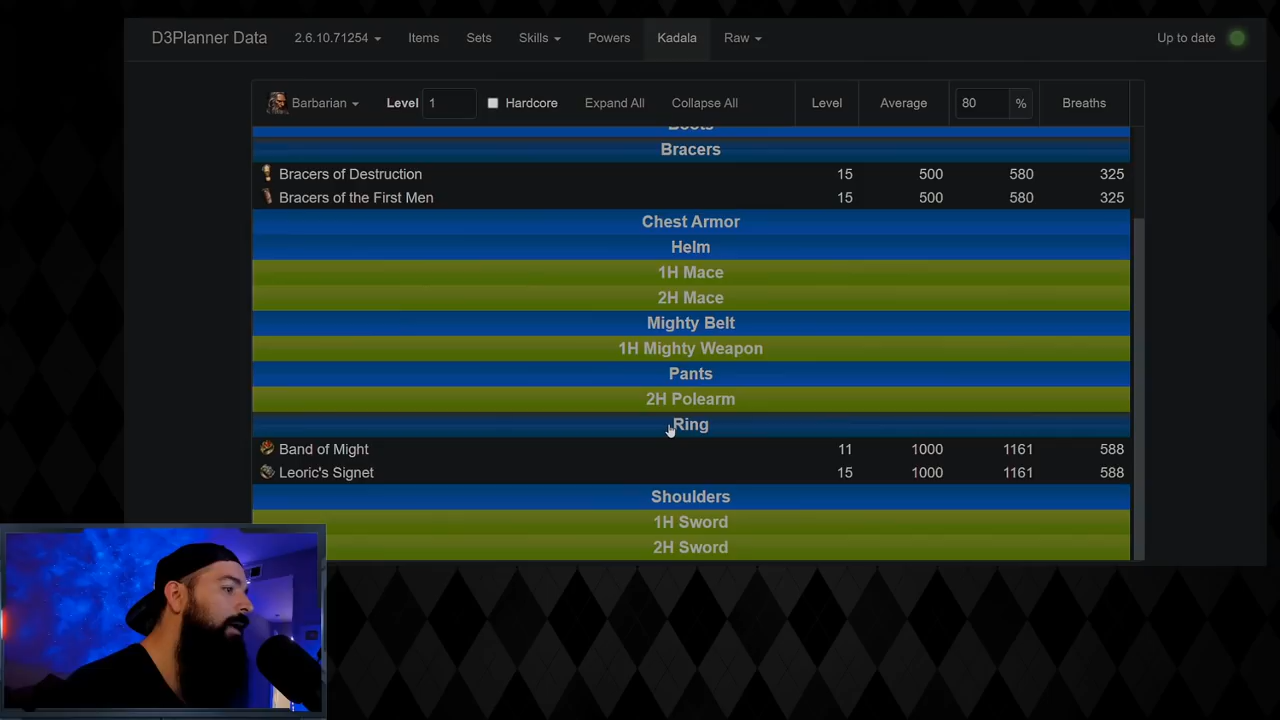 D3Planner Data 2.6.10.71254 Items Sets Skills Powers Kadala Raw Up to date
Barbarian Level 1 Hardcore Expand All Collapse All Level Average 80 % Breaths
Boots
Bracers
Bracers of Destruction 15 500 580 325
Bracers of the First Men 15 500 580 325
Chest Armor
Helm
1H Mace
2H Mace
Mighty Belt
1H Mighty Weapon
Pants
2H Polearm
Ring
Band of Might 11 1000 1161 588
Leoric's Signet 15 1000 1161 588
Shoulders
1H Sword
2H Sword